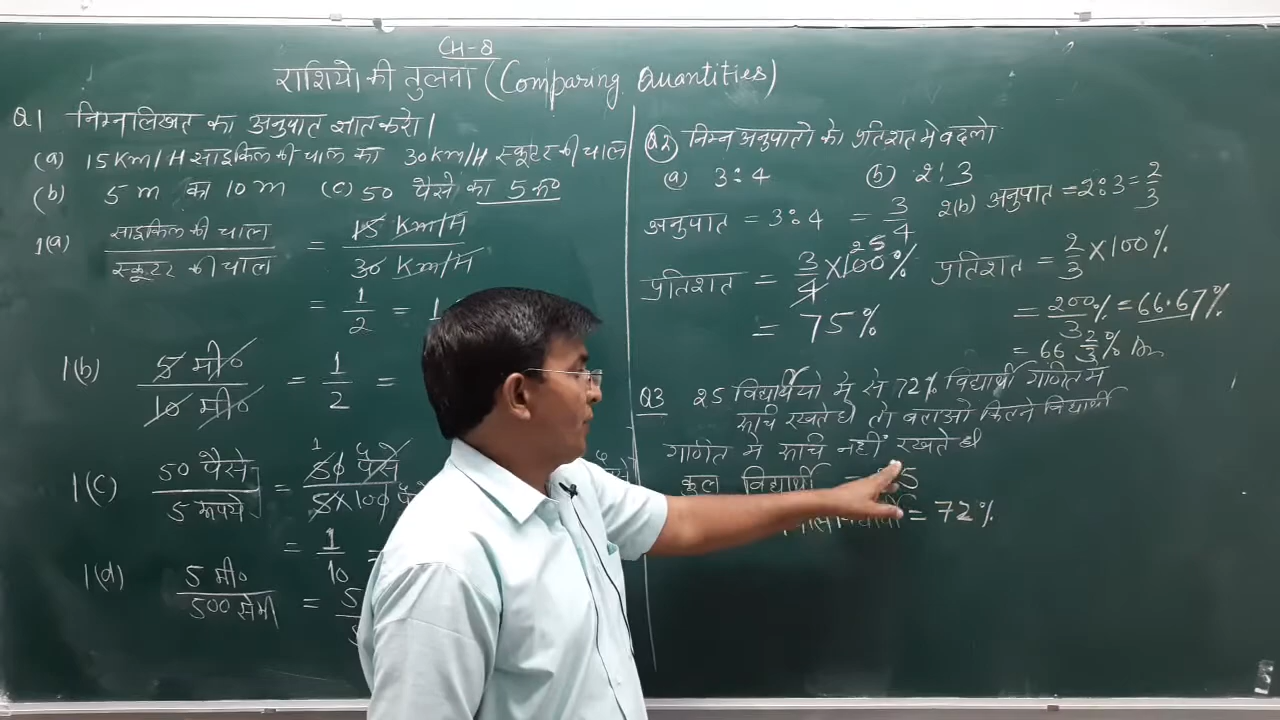 CH-8
राशियो की तुलना (Comparing Quantities)
Q1 निम्नलिखित का अनुपात ज्ञात करो।
(a) 15Km/H साइकिल की चाल का 30km/H स्कूटर की चाल
(b) 5 m का 10 m (c) 50 पैसे का 5 रू०
1(a) साइकिल की चाल / स्कूटर की चाल = 15 Km/H / 30 Km/H
= 1/2 = 1
1(b) 5 मी० / 10 मी० = 1/2 =
1(c) 50 पैसे / 5 रूपये = 50 पैसे / 5×100
= 1/10 =
1(d) 5 मी० / 500 सेमी = 5
Q2 निम्न अनुपातो को प्रतिशत मे बदलो
(a) 3:4 (b) 2:3
अनुपात = 3:4 = 3/4
प्रतिशत = 3/4 × 100% 25
= 75%
2(b) अनुपात = 2:3 = 2/3
प्रतिशत = 2/3 × 100%
= 200%/3 = 66.67%
= 66 2/3 % Ans
Q3 25 विद्यार्थियो मे से 72% विद्यार्थी गणित मे
रूचि रखते है तो बताओ कितने विद्यार्थी
गणित मे रूचि नहीं रखते है
कुल विद्यार्थी = 25
= 72%